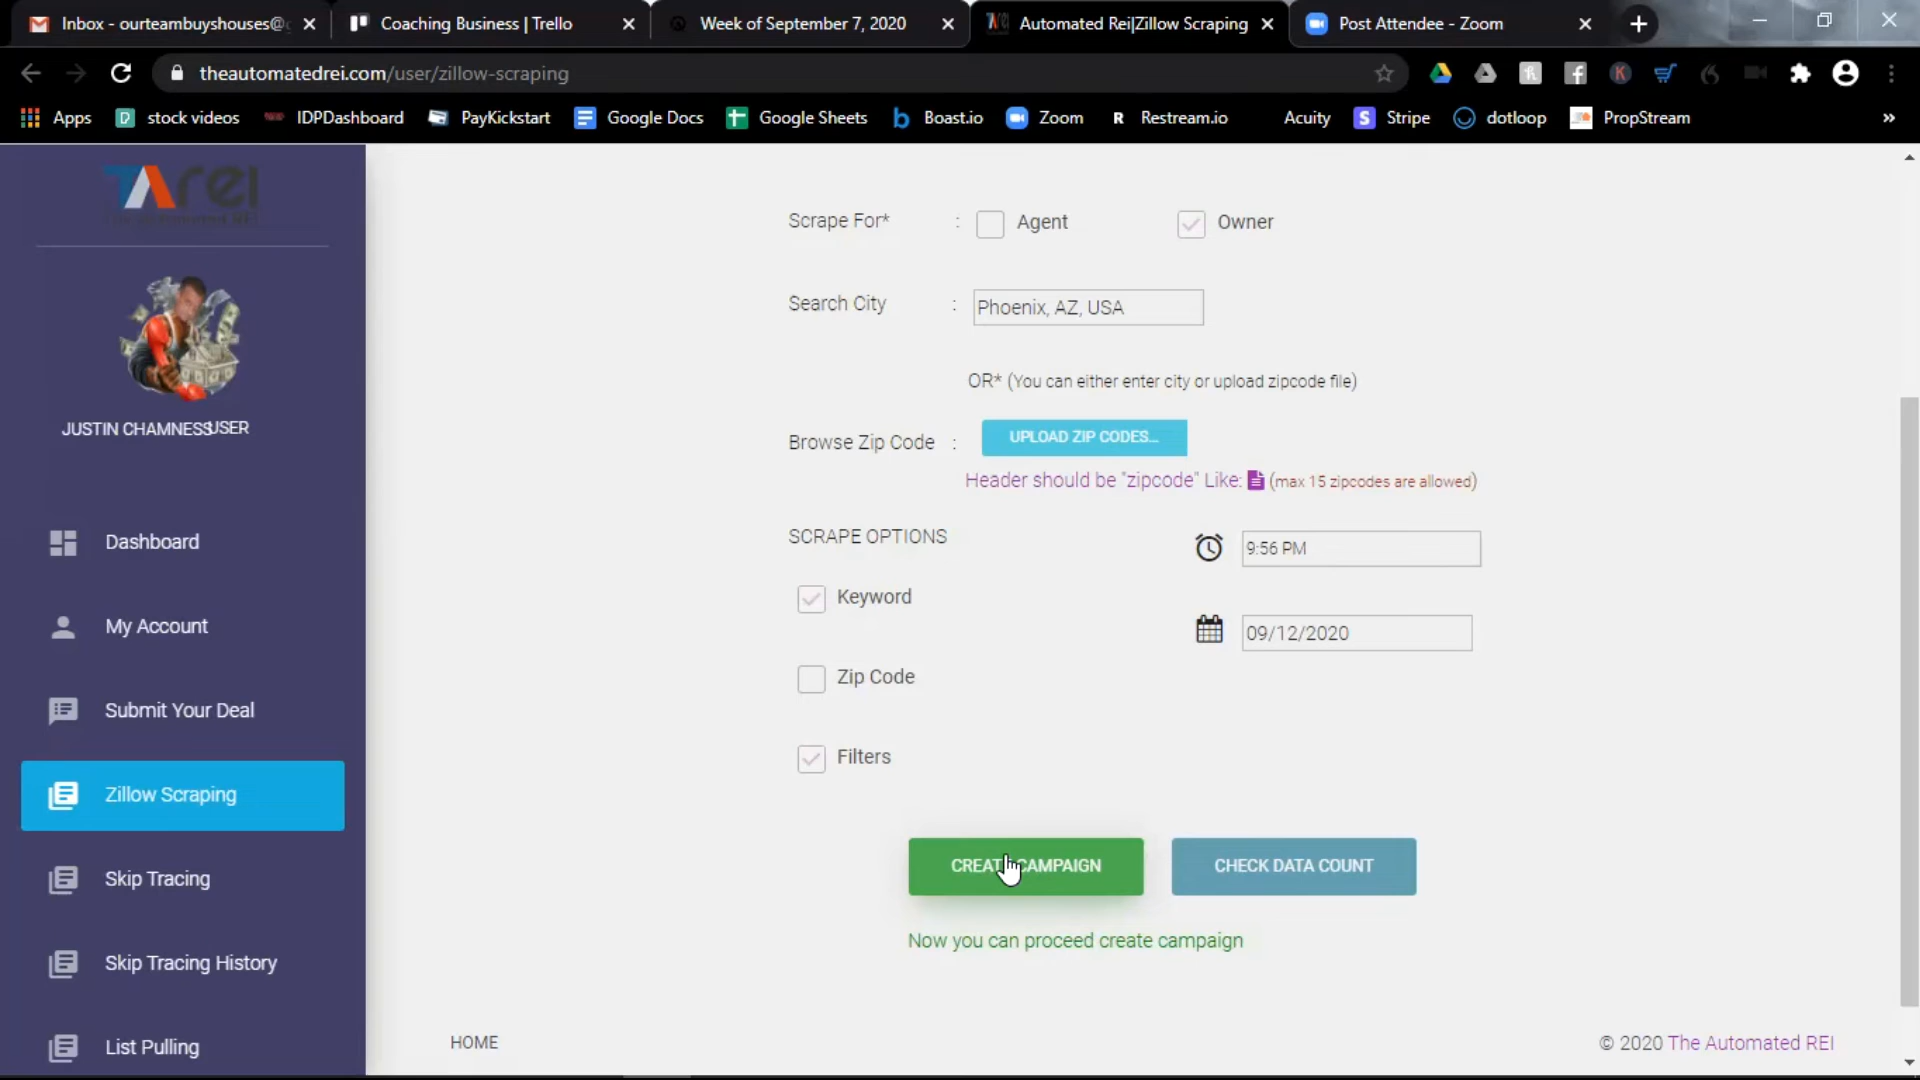 Inbox - ourteambuyshouses@g
Coaching Business | Trello
Week of September 7, 2020
Automated Rei|Zillow Scraping
Post Attendee - Zoom
theautomatedrei.com/user/zillow-scraping
Apps
stock videos
IDPDashboard
PayKickstart
Google Docs
Google Sheets
Boast.io
Zoom
R Restream.io
Acuity
S Stripe
dotloop
PropStream
»
TArei
JUSTIN CHAMNESS USER
Dashboard
My Account
Submit Your Deal
Zillow Scraping
Skip Tracing
Skip Tracing History
List Pulling
Scrape For* :
Agent
Owner
Search City :
Phoenix, AZ, USA
OR* (You can either enter city or upload zipcode file)
Browse Zip Code :
UPLOAD ZIP CODES...
Header should be "zipcode" Like: (max 15 zipcodes are allowed)
SCRAPE OPTIONS
9:56 PM
Keyword
09/12/2020
Zip Code
Filters
CREATE CAMPAIGN
CHECK DATA COUNT
Now you can proceed create campaign
HOME
© 2020 The Automated REI